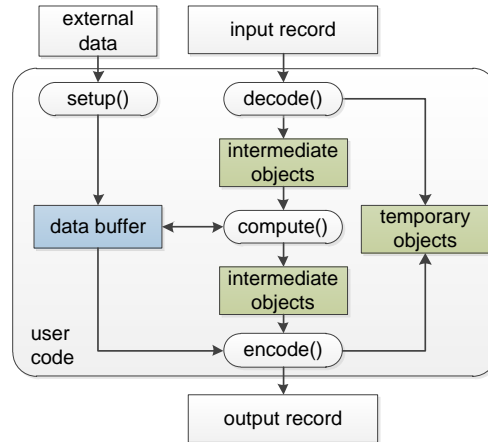 external
data
input record
setup()
decode()
intermediate
objects
data buffer
compute()
temporary
objects
intermediate
objects
user
code
encode()
output record